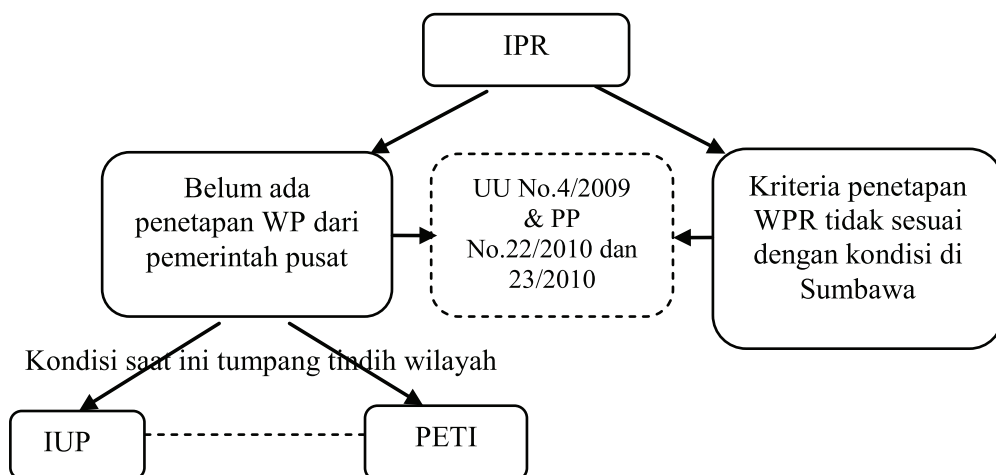 IPR
Belum ada
penetapan WP dari
pemerintah pusat
UU No.4/2009
& PP
No.22/2010 dan
23/2010
Kriteria penetapan
WPR tidak sesuai
dengan kondisi di
Sumbawa
Kondisi saat ini tumpang tindih wilayah
IUP
PETI